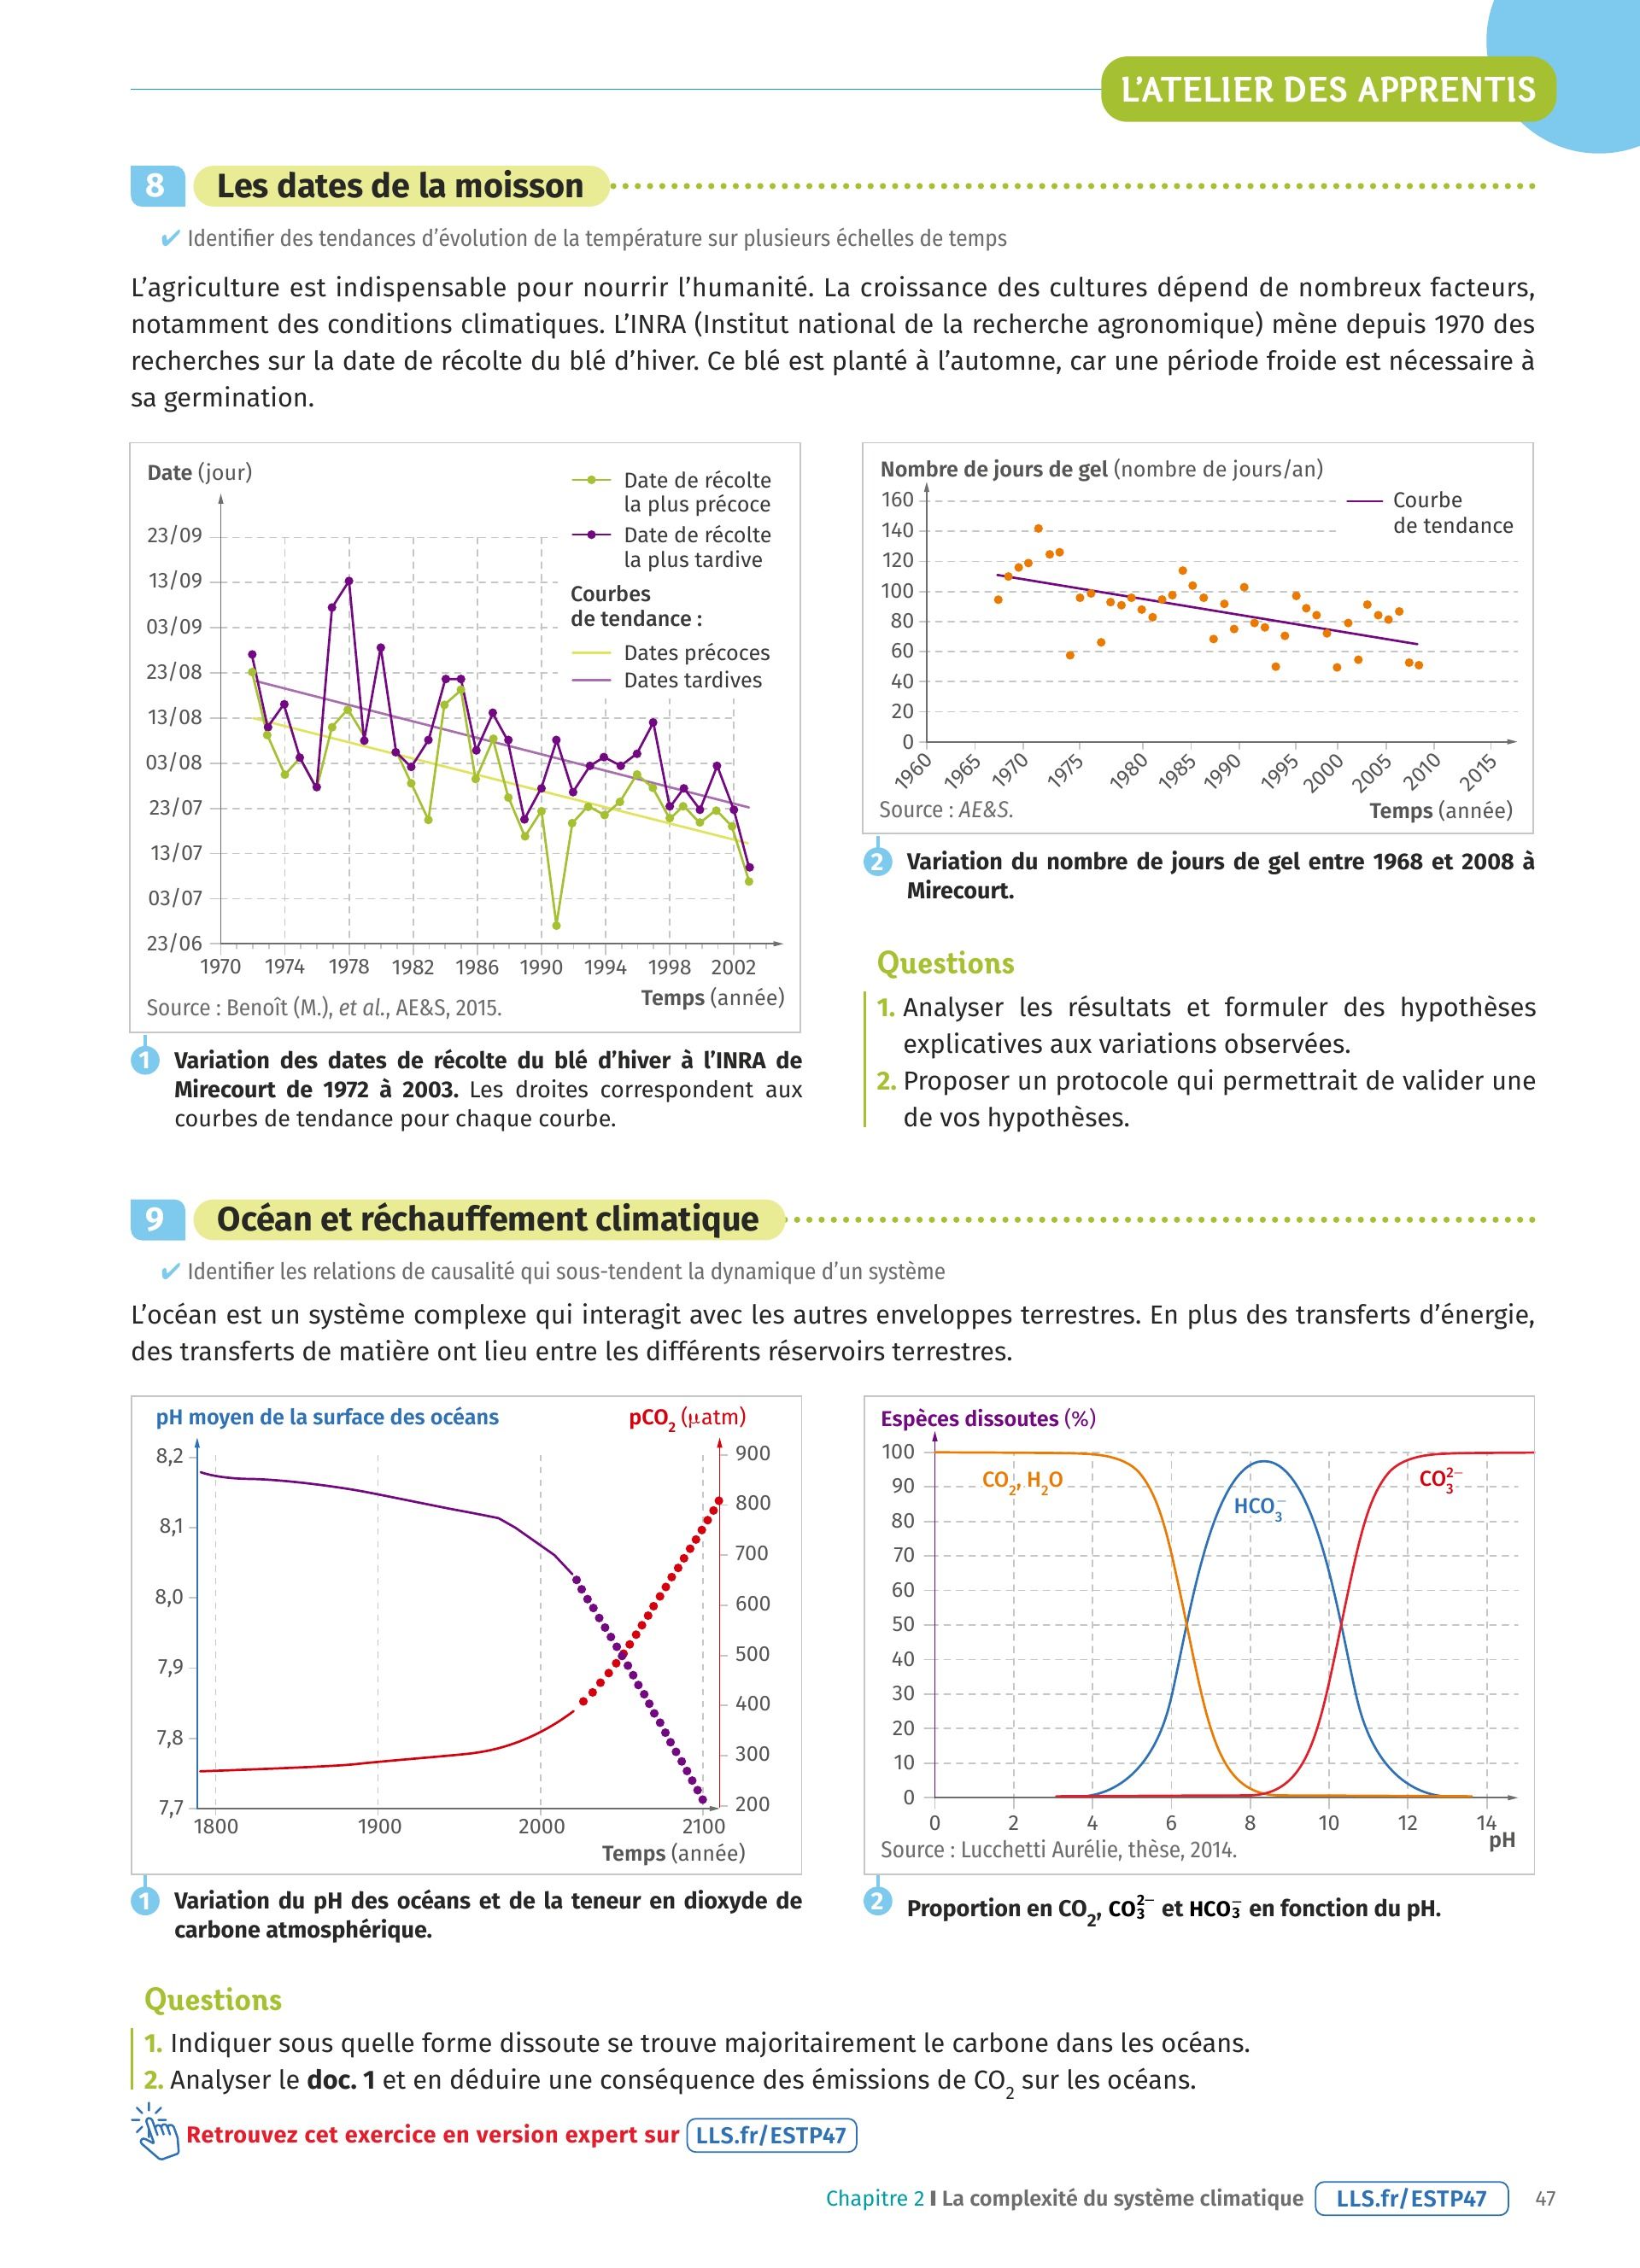 L'ATELIER DES APPRENTIS
8 Les dates de la moisson
✔ Identifier des tendances d'évolution de la température sur plusieurs échelles de temps
L'agriculture est indispensable pour nourrir l'humanité. La croissance des cultures dépend de nombreux facteurs,
notamment des conditions climatiques. L'INRA (Institut national de la recherche agronomique) mène depuis 1970 des
recherches sur la date de récolte du blé d'hiver. Ce blé est planté à l'automne, car une période froide est nécessaire à
sa germination.
Date (jour)
Date de récolte
la plus précoce
Date de récolte
la plus tardive
Courbes
de tendance :
Dates précoces
Dates tardives
23/09
13/09
03/09
23/08
13/08
03/08
23/07
13/07
03/07
23/06
1970 1974 1978 1982 1986 1990 1994 1998 2002
Temps (année)
Source : Benoît (M.), et al., AE&S, 2015.
1 Variation des dates de récolte du blé d'hiver à l'INRA de
Mirecourt de 1972 à 2003. Les droites correspondent aux
courbes de tendance pour chaque courbe.
Nombre de jours de gel (nombre de jours/an)
Courbe
de tendance
160
140
120
100
80
60
40
20
0
1960 1965 1970 1975 1980 1985 1990 1995 2000 2005 2010 2015
Source : AE&S.
Temps (année)
2 Variation du nombre de jours de gel entre 1968 et 2008 à
Mirecourt.
Questions
1. Analyser les résultats et formuler des hypothèses
explicatives aux variations observées.
2. Proposer un protocole qui permettrait de valider une
de vos hypothèses.
9 Océan et réchauffement climatique
✔ Identifier les relations de causalité qui sous-tendent la dynamique d'un système
L'océan est un système complexe qui interagit avec les autres enveloppes terrestres. En plus des transferts d'énergie,
des transferts de matière ont lieu entre les différents réservoirs terrestres.
pH moyen de la surface des océans
pCO₂ (µatm)
8,2
8,1
8,0
7,9
7,8
7,7
900
800
700
600
500
400
300
200
1800 1900 2000 2100
Temps (année)
1 Variation du pH des océans et de la teneur en dioxyde de
carbone atmosphérique.
Espèces dissoutes (%)
100
90
80
70
60
50
40
30
20
10
0
CO₂, H₂O
HCO₃⁻
CO₃²⁻
0 2 4 6 8 10 12 14
pH
Source : Lucchetti Aurélie, thèse, 2014.
2 Proportion en CO₂, CO₃²⁻ et HCO₃⁻ en fonction du pH.
Questions
1. Indiquer sous quelle forme dissoute se trouve majoritairement le carbone dans les océans.
2. Analyser le doc. 1 et en déduire une conséquence des émissions de CO₂ sur les océans.
Retrouvez cet exercice en version expert sur LLS.fr/ESTP47
Chapitre 2 I La complexité du système climatique LLS.fr/ESTP47 47